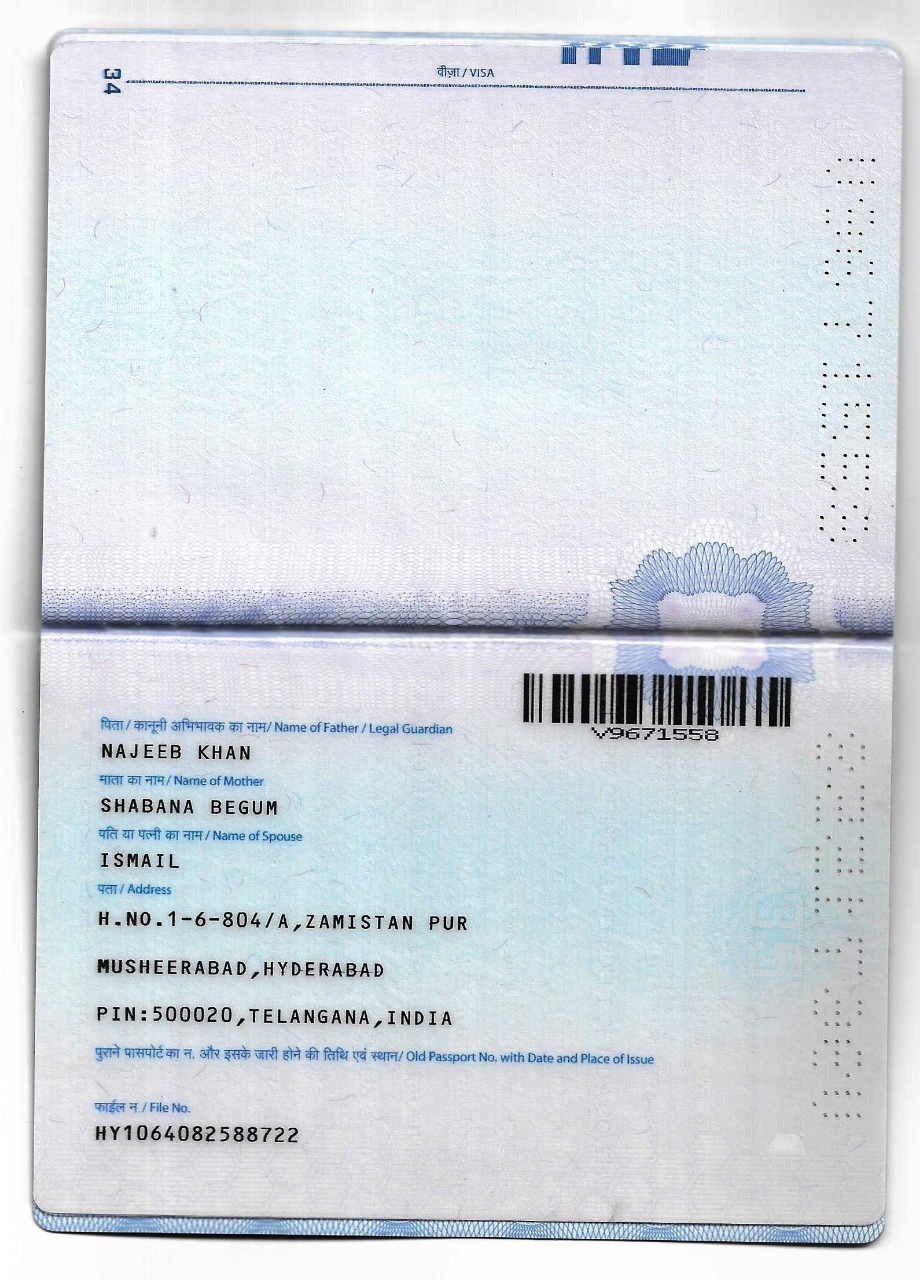 34
वीज़ा / VISA
V9671558
पिता / कानूनी अभिभावक का नाम/ Name of Father / Legal Guardian
NAJEEB KHAN
माता का नाम / Name of Mother
SHABANA BEGUM
पति या पत्नी का नाम / Name of Spouse
ISMAIL
पता / Address
H.NO.1-6-804/A,ZAMISTAN PUR
MUSHEERABAD,HYDERABAD
PIN:500020,TELANGANA,INDIA
पुराने पासपोर्ट का न. और इसके जारी होने की तिथि एवं स्थान/ Old Passport No. with Date and Place of Issue
फाईल न / File No.
HY1064082588722